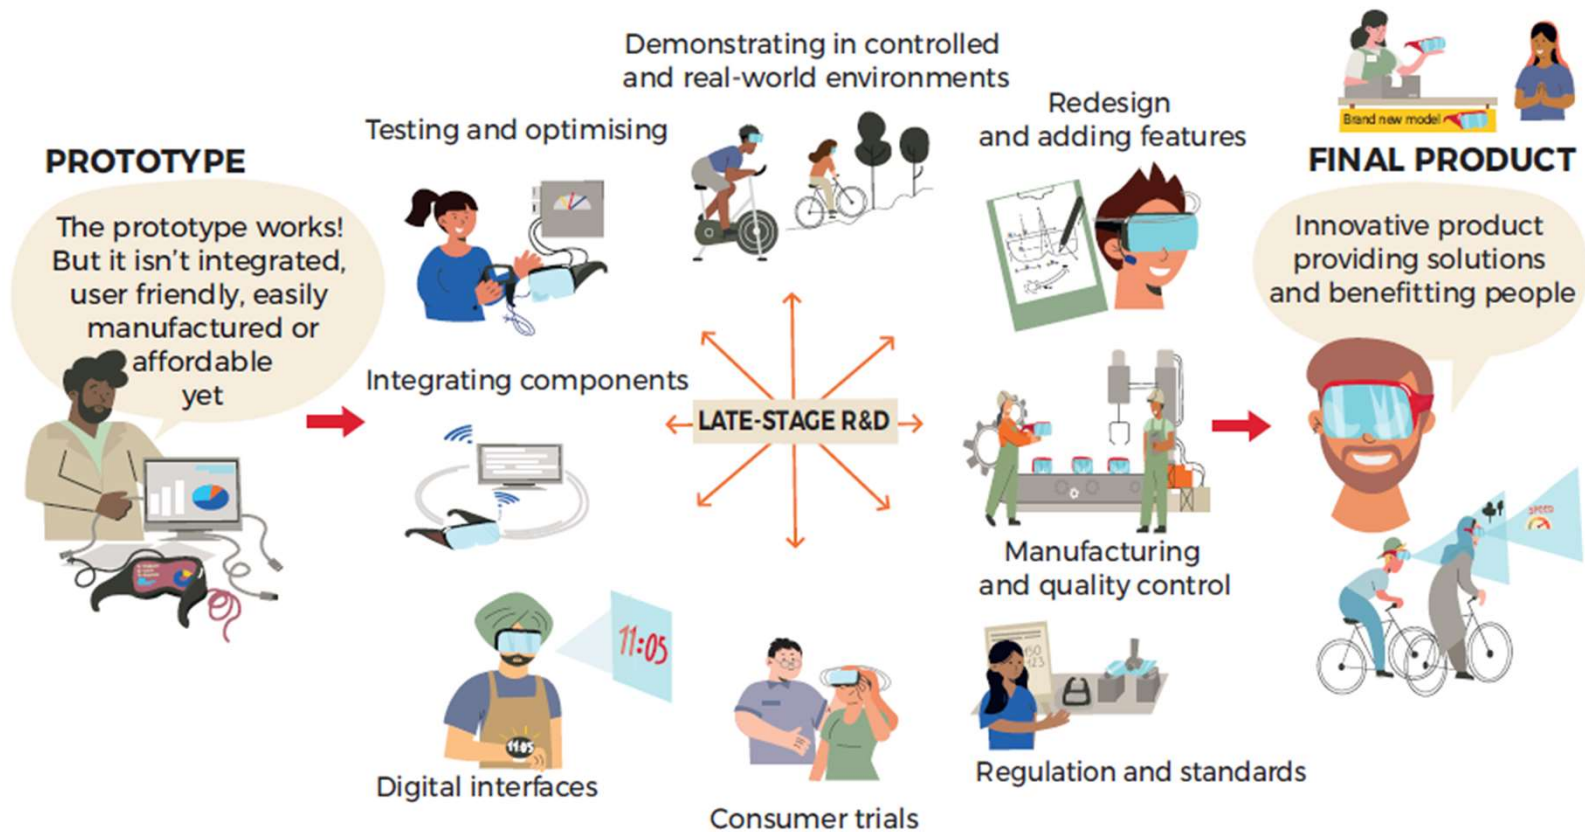 PROTOTYPE
The prototype works!
But it isn't integrated,
user friendly, easily
manufactured or
affordable
yet
Testing and optimising
Demonstrating in controlled
and real-world environments
Redesign
and adding features
Integrating components
LATE-STAGE R&D
Manufacturing
and quality control
Digital interfaces
11:05
11:05
Consumer trials
Regulation and standards
Brand new model
FINAL PRODUCT
Innovative product
providing solutions
and benefitting people
SPEED